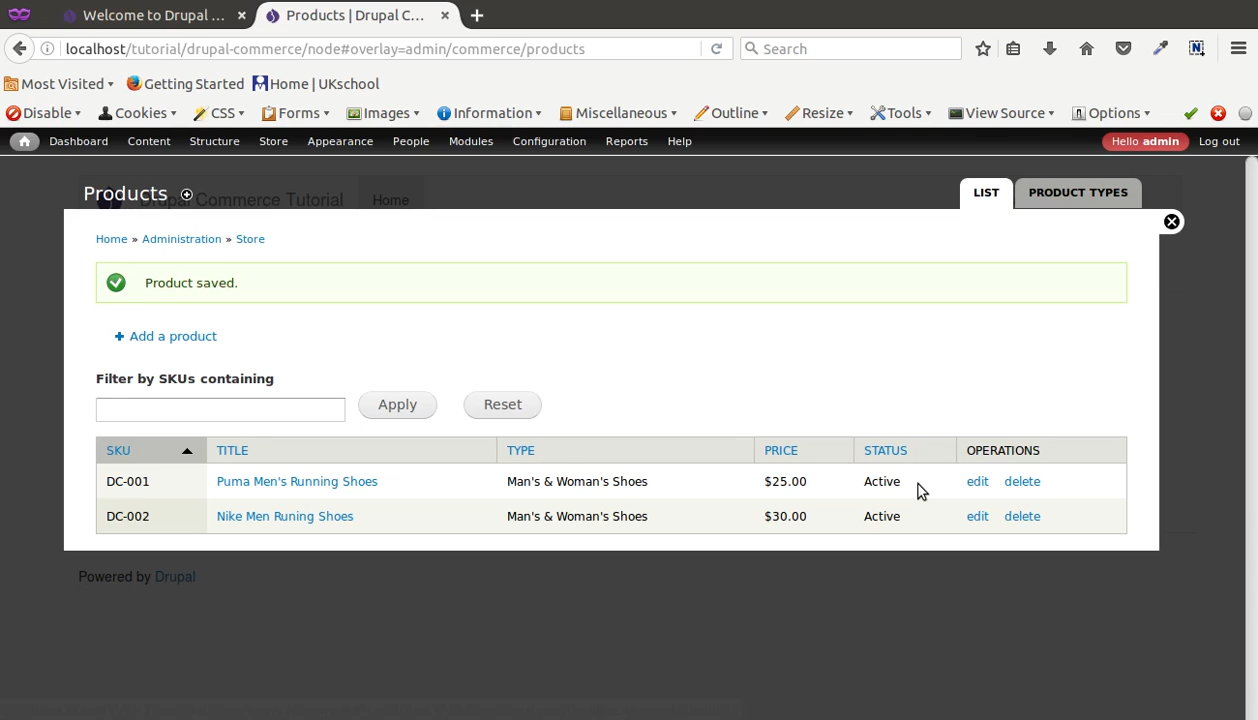 Welcome to Drupal ...
Products | Drupal C...
localhost/tutorial/drupal-commerce/node#overlay=admin/commerce/products
Search
Most Visited
Getting Started
Home | UKschool
Disable
Cookies
CSS
Forms
Images
Information
Miscellaneous
Outline
Resize
Tools
View Source
Options
Dashboard
Content
Structure
Store
Appearance
People
Modules
Configuration
Reports
Help
Hello admin
Log out
Products
Drupal Commerce Tutorial
Home
LIST
PRODUCT TYPES
Home » Administration » Store
Product saved.
Add a product
Filter by SKUs containing
Apply
Reset
SKU TITLE TYPE PRICE STATUS OPERATIONS
DC-001 Puma Men's Running Shoes Man's & Woman's Shoes $25.00 Active edit delete
DC-002 Nike Men Runing Shoes Man's & Woman's Shoes $30.00 Active edit delete
Powered by Drupal